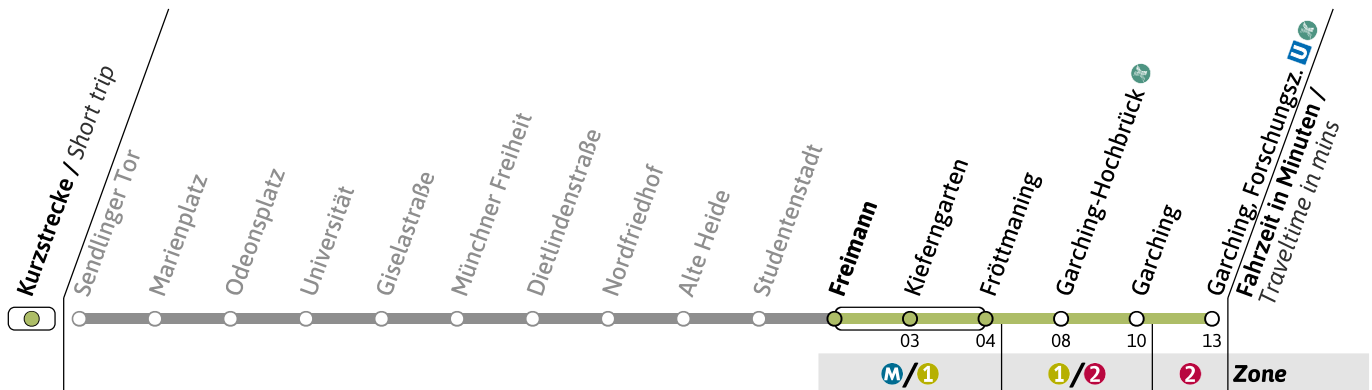 Kurzstrecke / Short trip
Sendlinger Tor
Marienplatz
Odeonsplatz
Universität
Giselastraße
Münchner Freiheit
Dietlindenstraße
Nordfriedhof
Alte Heide
Studentenstadt
Freimann
Kieferngarten
Fröttmaning
Garching-Hochbrück
Garching
Garching, Forschungsz. U
Fahrzeit in Minuten /
Traveltime in mins
03 04 08 10 13
M/1 1/2 2 Zone